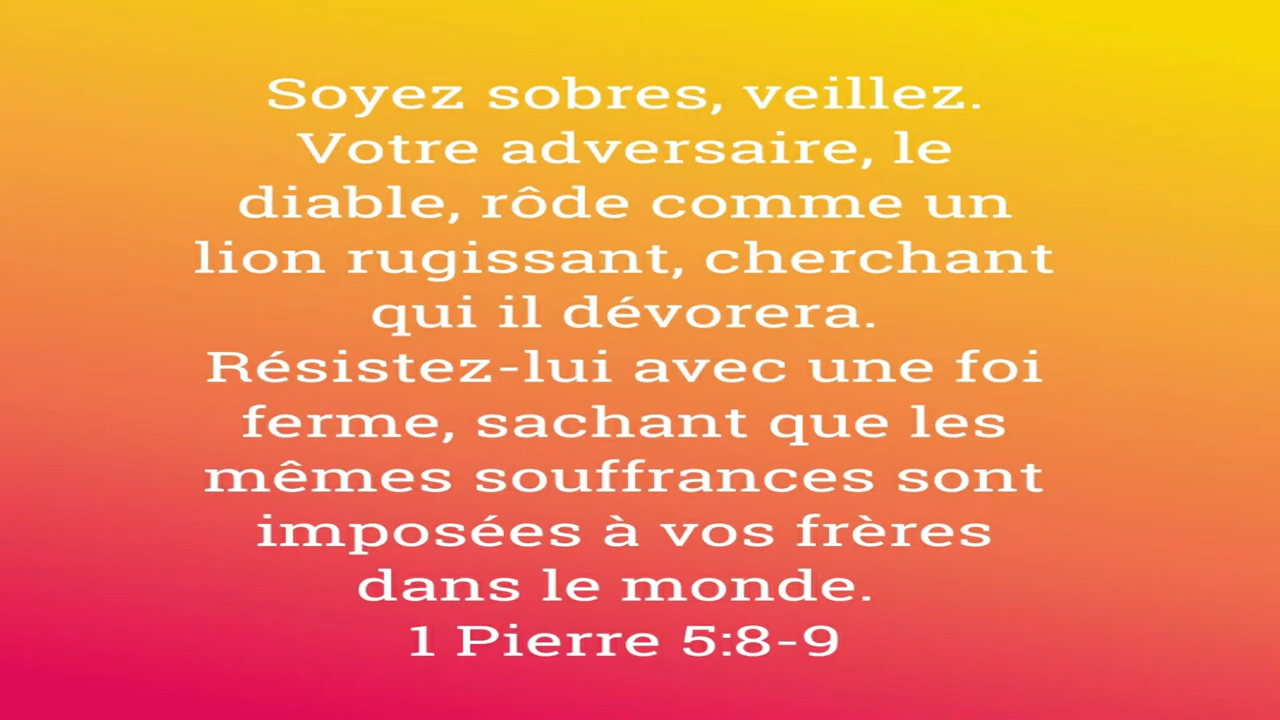 Soyez sobres, veillez.
Votre adversaire, le
diable, rôde comme un
lion rugissant, cherchant
qui il dévorera.
Résistez-lui avec une foi
ferme, sachant que les
mêmes souffrances sont
imposées à vos frères
dans le monde.
1 Pierre 5:8-9